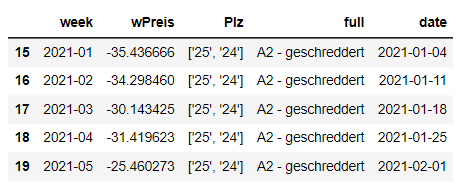 week wPreis Plz full date
15 2021-01 -35.436666 ['25', '24'] A2 - geschreddert 2021-01-04
16 2021-02 -34.298460 ['25', '24'] A2 - geschreddert 2021-01-11
17 2021-03 -30.143425 ['25', '24'] A2 - geschreddert 2021-01-18
18 2021-04 -31.419623 ['25', '24'] A2 - geschreddert 2021-01-25
19 2021-05 -25.460273 ['25', '24'] A2 - geschreddert 2021-02-01